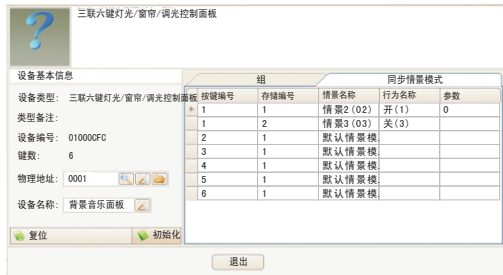 三联六键灯光/窗帘/调光控制面板
设备基本信息
设备类型: 三联六键灯光/窗帘/调光控制面板
类型备注:
设备编号: 01000CFC
键数: 6
物理地址: 0001
设备名称: 背景音乐面板
复位 初始化
组 同步情景模式
按键编号 存储编号 情景名称 行为名称 参数
1 1 情景2(02) 开(1) 0
1 2 情景3(03) 关(3)
2 1 默认情景模.
3 1 默认情景模.
4 1 默认情景模.
5 1 默认情景模.
6 1 默认情景模.
退出